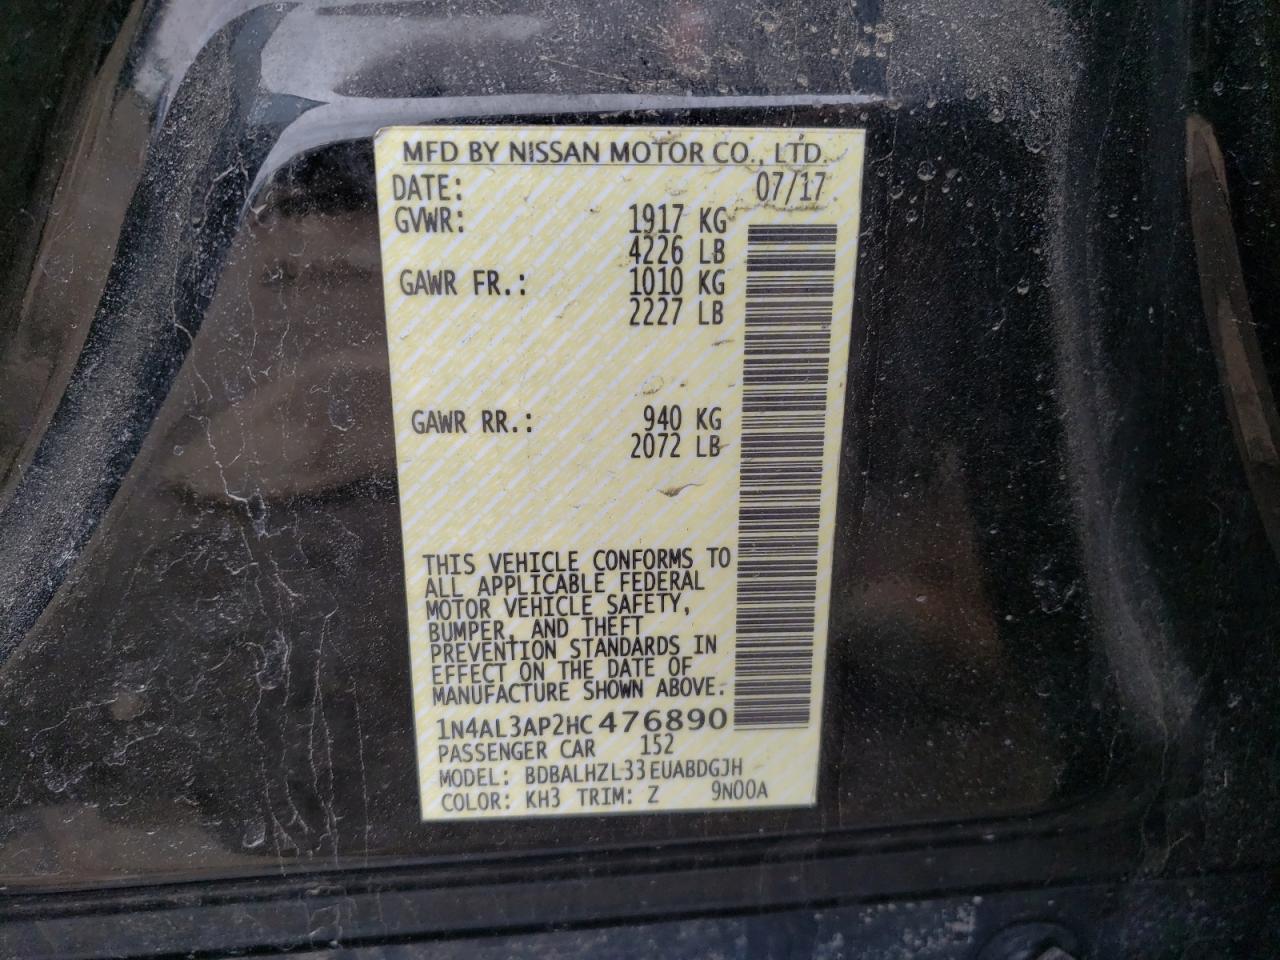 MFD BY NISSAN MOTOR CO., LTD.
DATE: 07/17
GVWR: 1917 KG
4226 LB
GAWR FR.: 1010 KG
2227 LB
GAWR RR.: 940 KG
2072 LB
THIS VEHICLE CONFORMS TO
ALL APPLICABLE FEDERAL
MOTOR VEHICLE SAFETY,
BUMPER, AND THEFT
PREVENTION STANDARDS IN
EFFECT ON THE DATE OF
MANUFACTURE SHOWN ABOVE.
1N4AL3AP2HC476890
PASSENGER CAR 152
MODEL: BDBALHZL33EUABDGJH
COLOR: KH3 TRIM: Z 9N00A